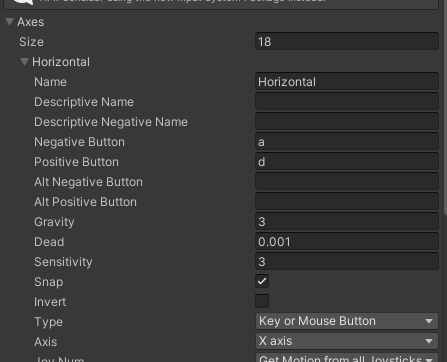 Axes
Size 18
Horizontal
Name Horizontal
Descriptive Name
Descriptive Negative Name
Negative Button a
Positive Button d
Alt Negative Button
Alt Positive Button
Gravity 3
Dead 0.001
Sensitivity 3
Snap
Invert
Type Key or Mouse Button
Axis X axis
Joy Num Get Motion from all Joysticks